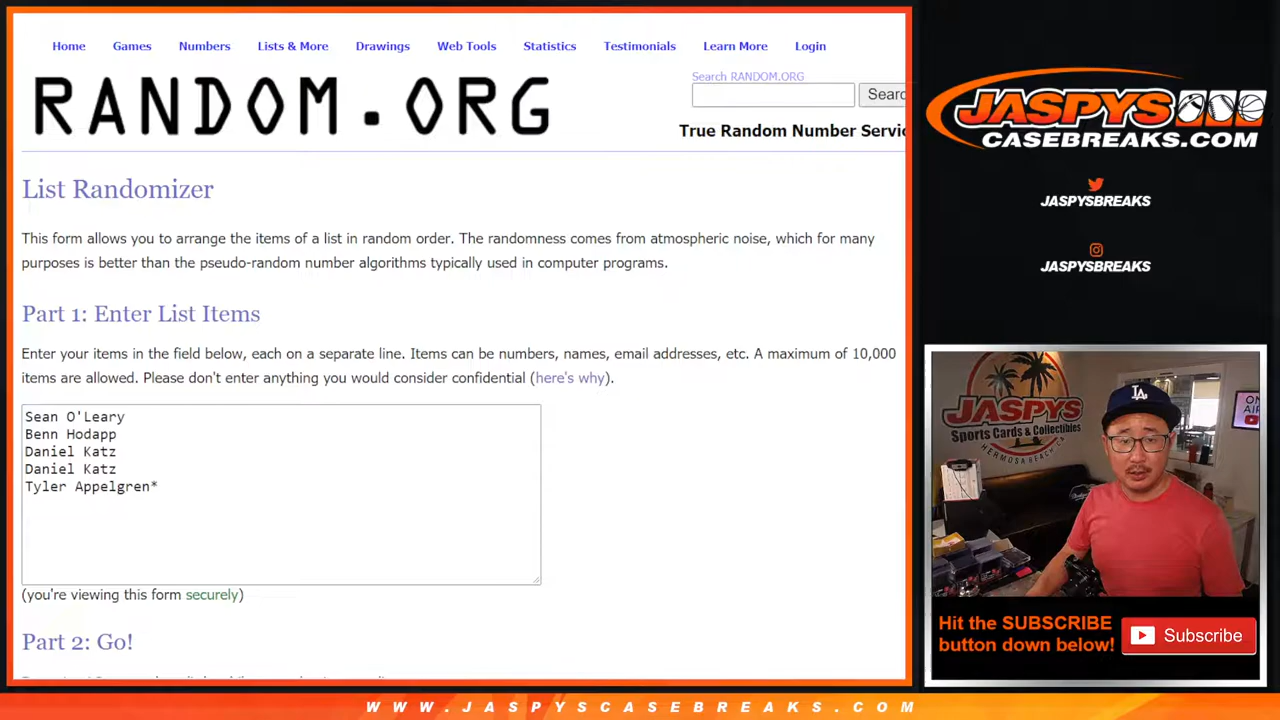 Home Games Numbers Lists & More Drawings Web Tools Statistics Testimonials Learn More Login
RANDOM.ORG
Search RANDOM.ORG
True Random Number Servic
List Randomizer
This form allows you to arrange the items of a list in random order. The randomness comes from atmospheric noise, which for many
purposes is better than the pseudo-random number algorithms typically used in computer programs.
Part 1: Enter List Items
Enter your items in the field below, each on a separate line. Items can be numbers, names, email addresses, etc. A maximum of 10,000
items are allowed. Please don't enter anything you would consider confidential (here's why).
Sean O'Leary
Benn Hodapp
Daniel Katz
Daniel Katz
Tyler Appelgren*
(you're viewing this form securely)
Part 2: Go!
JASPYS
CASEBREAKS.COM
JASPYSBREAKS
JASPYSBREAKS
JASPYS
Sports Cards & Collectibles
HERMOSA BEACH, CA
LA
ON
AIR
Hit the SUBSCRIBE
button down below!
Subscribe
WWW.JASPYSCASEBREAKS.COM